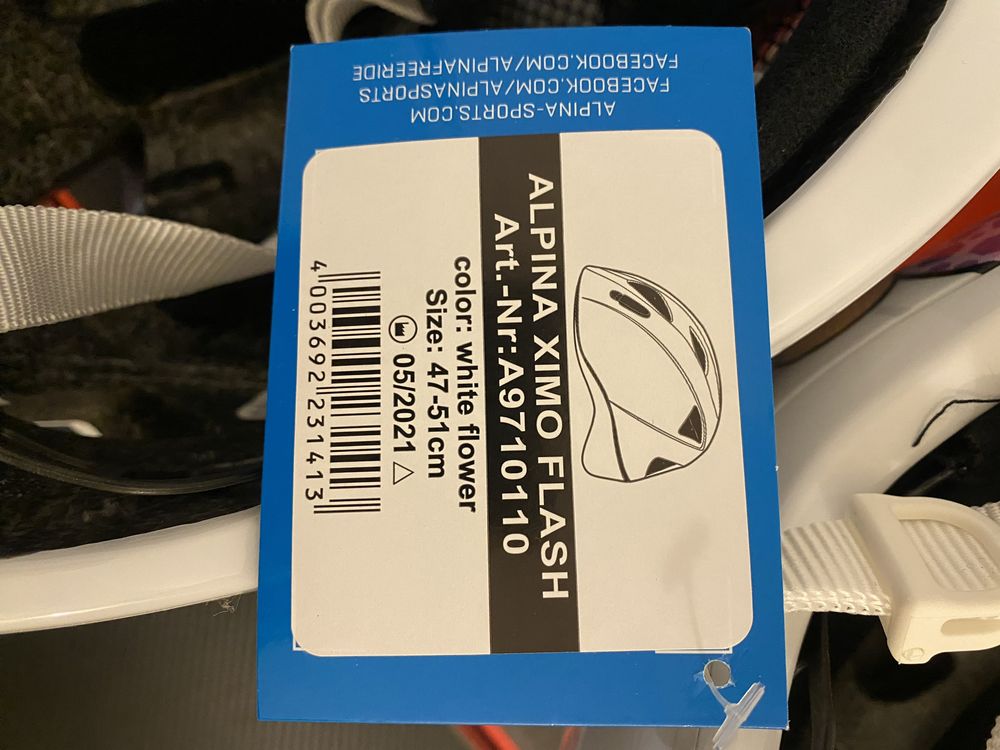 ALPINA-SPORTS.COM
FACEBOOK.COM/ALPINASPORTS
FACEBOOK.COM/ALPINAFREERIDE
ALPINA XIMO FLASH
Art.-Nr:A9710110
color: white flower
Size: 47-51cm
05/2021
4 003692 231413